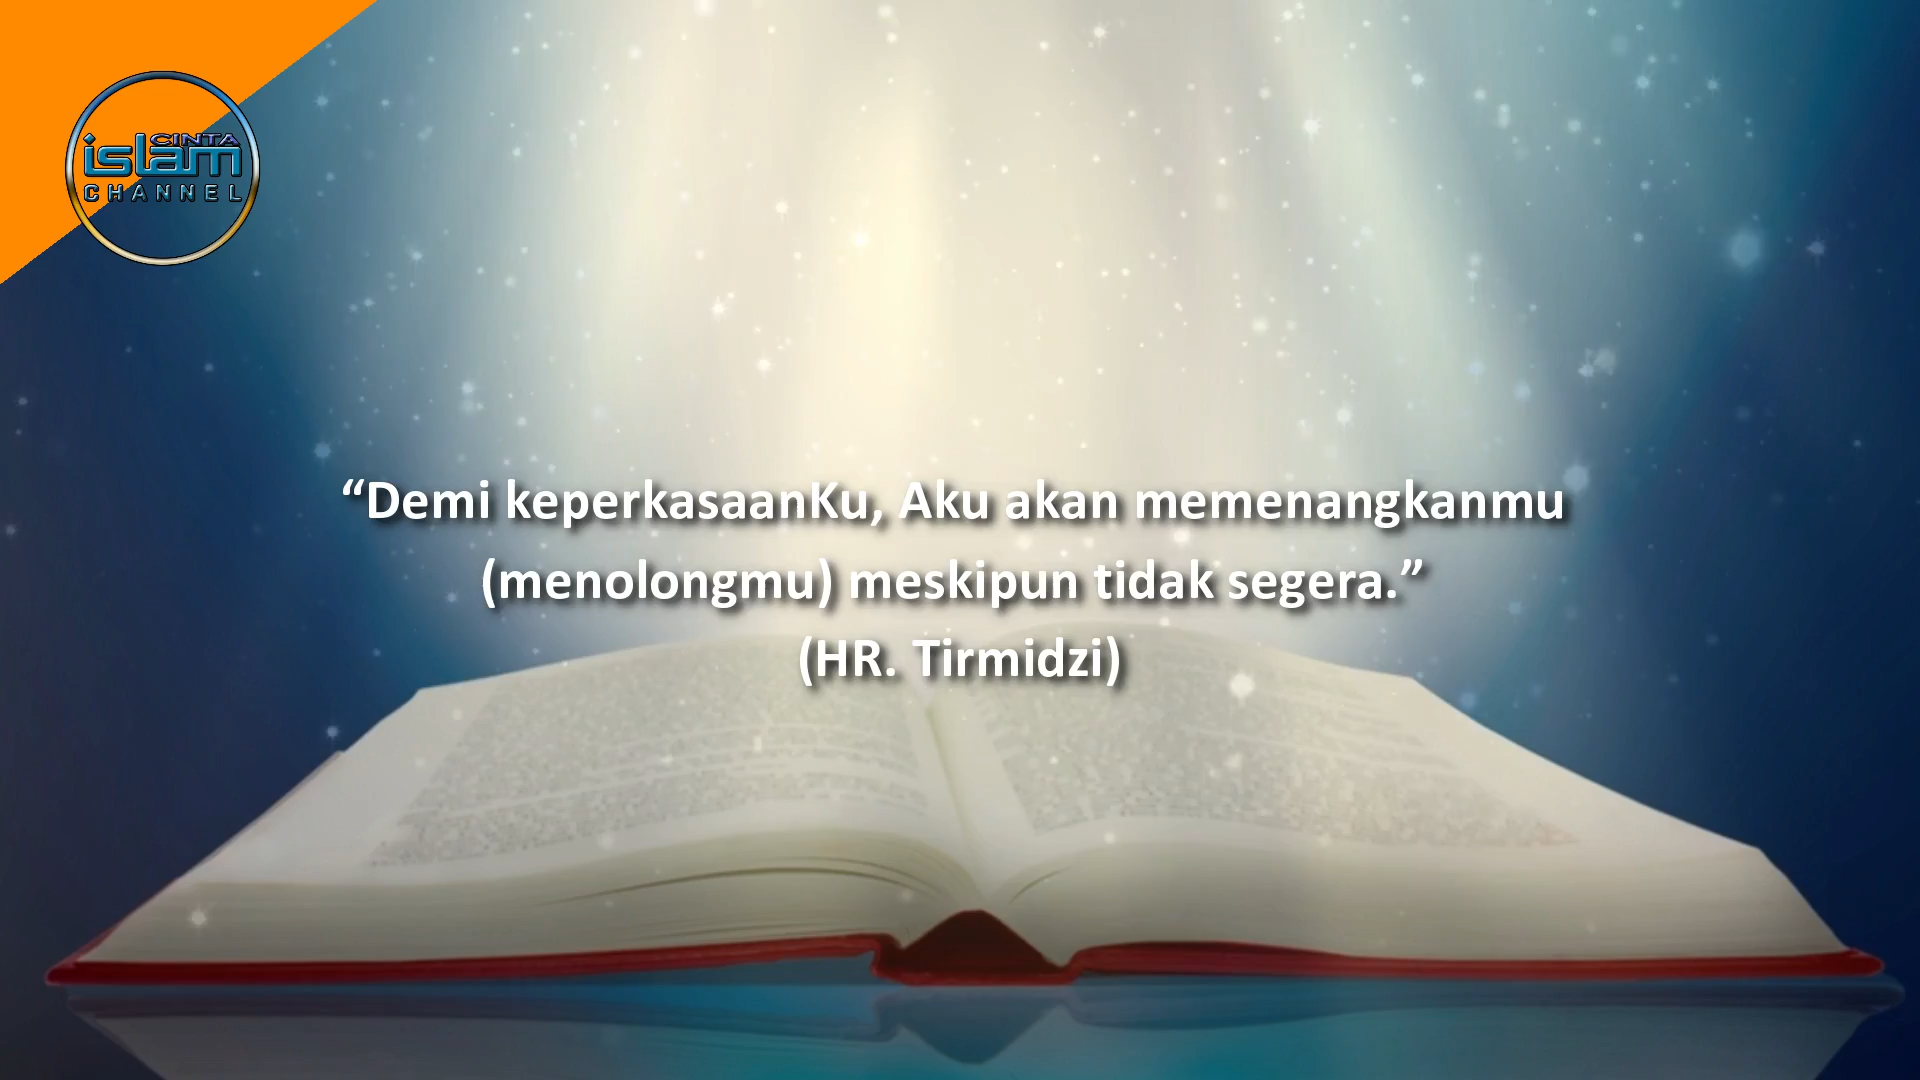 CINTA
islam
CHANNEL
“Demi keperkasaanKu, Aku akan memenangkanmu
(menolongmu) meskipun tidak segera.”
(HR. Tirmidzi)